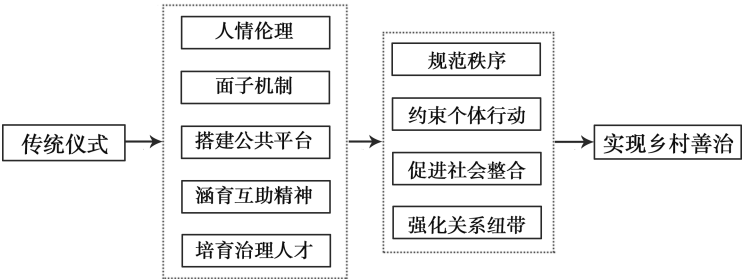 传统仪式
人情伦理
面子机制
搭建公共平台
涵育互助精神
培育治理人才
规范秩序
约束个体行动
促进社会整合
强化关系纽带
实现乡村善治